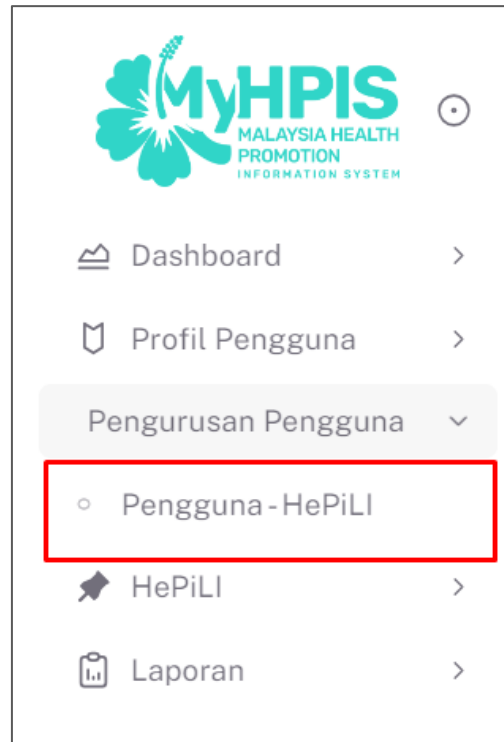 MyHPIS
MALAYSIA HEALTH
PROMOTION
INFORMATION SYSTEM
Dashboard
Profil Pengguna
Pengurusan Pengguna
Pengguna - HePiLI
HePiLI
Laporan